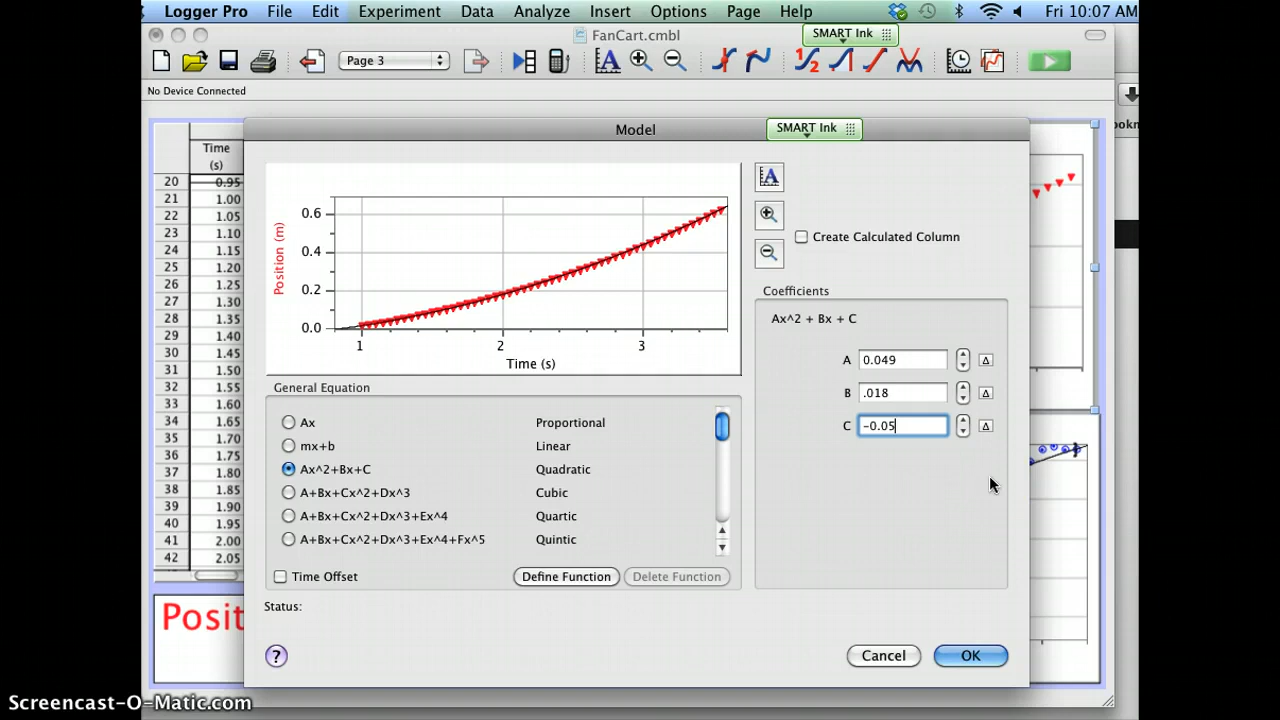 Logger Pro File Edit Experiment Data Analyze Insert Options Page Help Fri 10:07 AM
FanCart.cmbl
SMART Ink
Page 3
No Device Connected
Model
SMART Ink
Time
(s)
20 0.95
21 1.00
22 1.05
23 1.10
24 1.15
25 1.20
26 1.25
27 1.30
28 1.35
29 1.40
30 1.45
31 1.50
32 1.55
33 1.60
34 1.65
35 1.70
36 1.75
37 1.80
38 1.85
39 1.90
40 1.95
41 2.00
42 2.05
Posit
Position (m)
0.6
0.4
0.2
0.0
1 2 3
Time (s)
A
Create Calculated Column
Coefficients
Ax^2 + Bx + C
A 0.049 Δ
B .018 Δ
C -0.05 Δ
General Equation
Ax Proportional
mx+b Linear
Ax^2+Bx+C Quadratic
A+Bx+Cx^2+Dx^3 Cubic
A+Bx+Cx^2+Dx^3+Ex^4 Quartic
A+Bx+Cx^2+Dx^3+Ex^4+Fx^5 Quintic
Time Offset
Define Function
Delete Function
Status:
?
Cancel
OK
Screencast-O-Matic.com